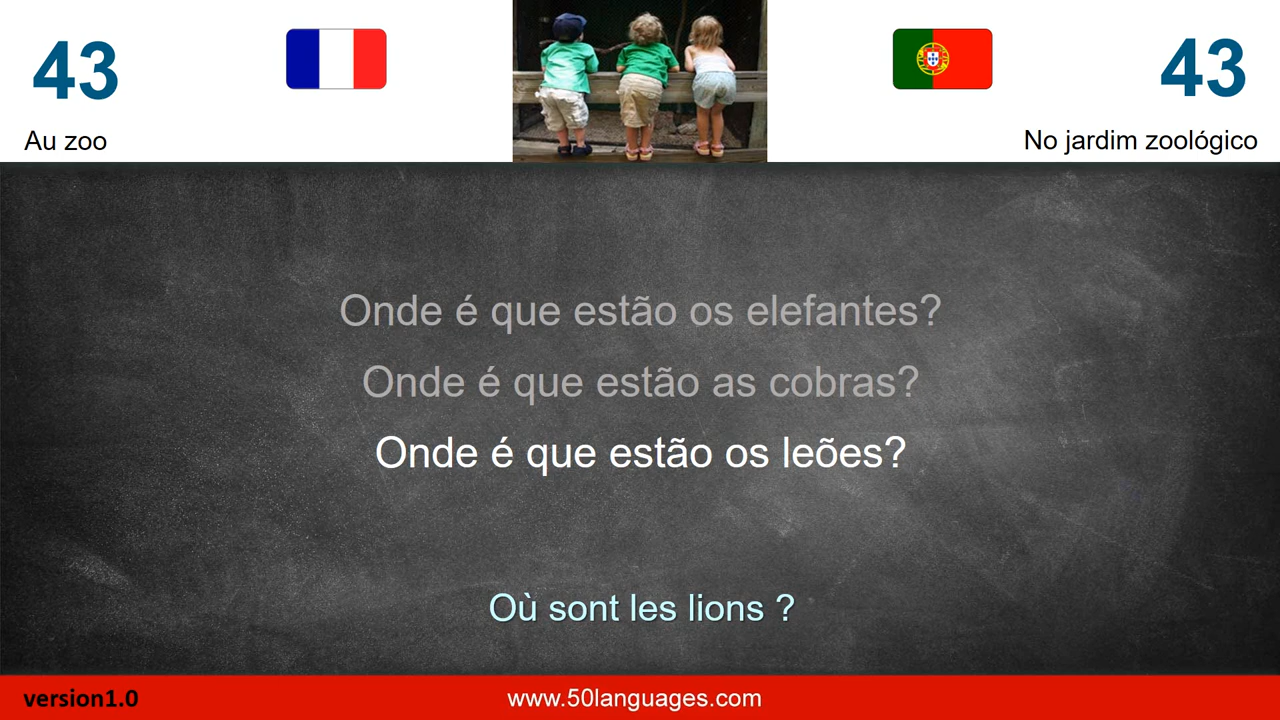 43
43
Au zoo
No jardim zoológico
Onde é que estão os elefantes?
Onde é que estão as cobras?
Onde é que estão os leões?
Où sont les lions ?
version1.0
www.50languages.com